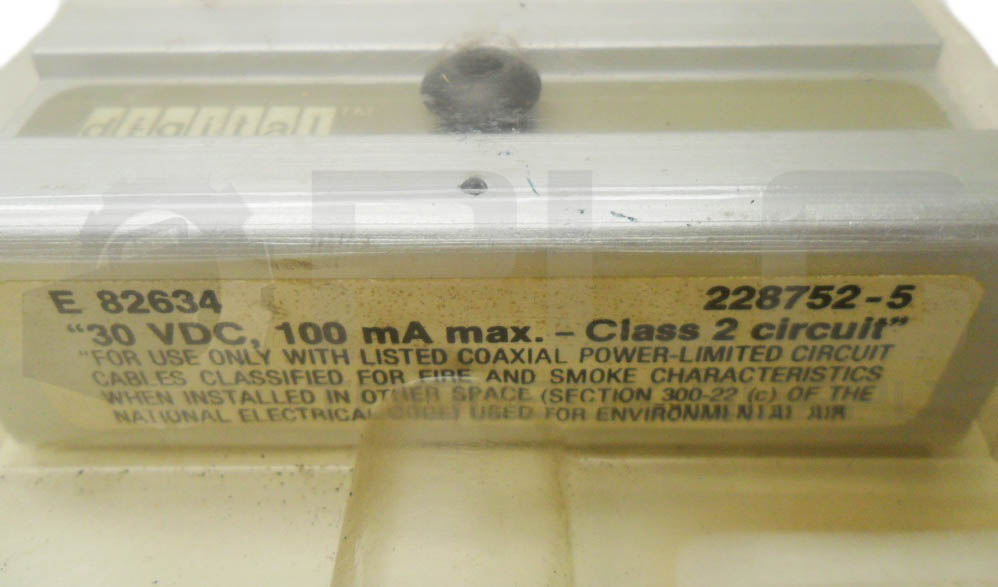 digital
E 82634 228752-5
"30 VDC, 100 mA max. – Class 2 circuit"
"FOR USE ONLY WITH LISTED COAXIAL POWER-LIMITED CIRCUIT
CABLES CLASSIFIED FOR FIRE AND SMOKE CHARACTERISTICS
WHEN INSTALLED IN OTHER SPACE (SECTION 300-22 (c) OF THE
NATIONAL ELECTRICAL CODE) USED FOR ENVIRONMENTAL AIR